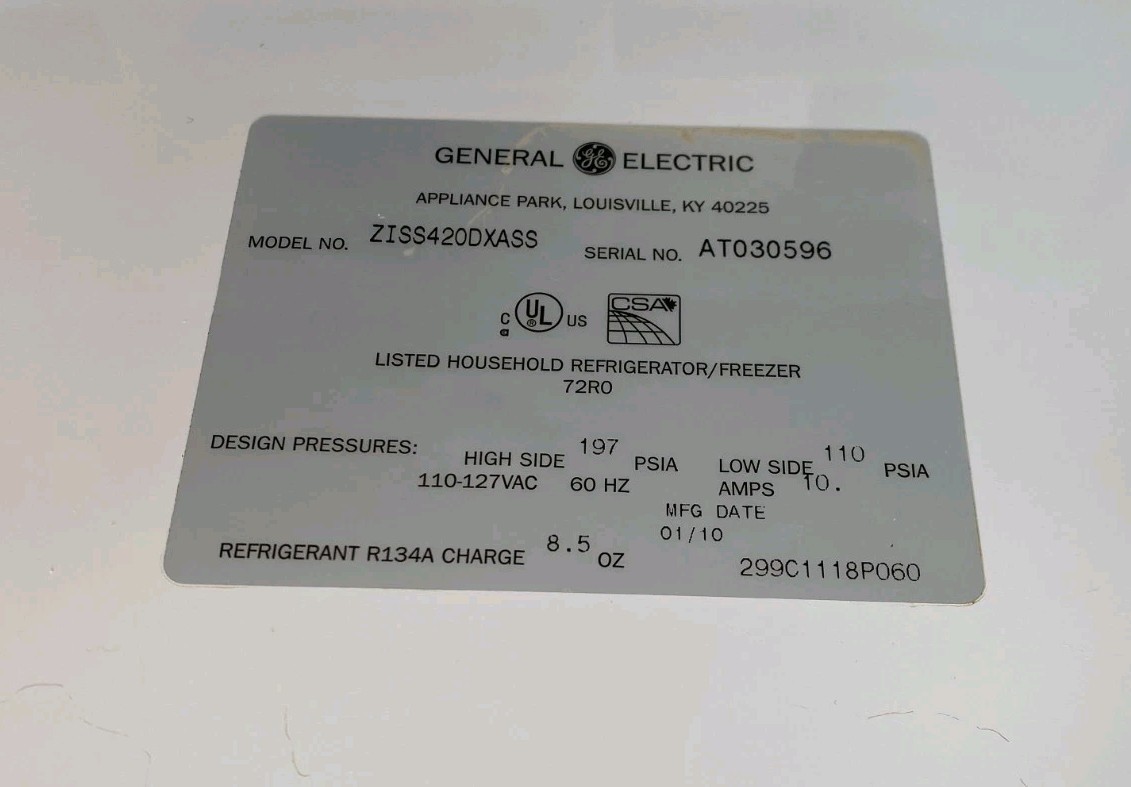 GENERAL GE ELECTRIC
APPLIANCE PARK, LOUISVILLE, KY 40225
MODEL NO. ZISS420DXASS SERIAL NO. AT030596
C UL ® US CSA
LISTED HOUSEHOLD REFRIGERATOR/FREEZER
72R0
DESIGN PRESSURES: HIGH SIDE 197 PSIA LOW SIDE 110 PSIA
110-127VAC 60 HZ AMPS 10.
MFG DATE
01/10
REFRIGERANT R134A CHARGE 8.5 OZ
299C1118P060